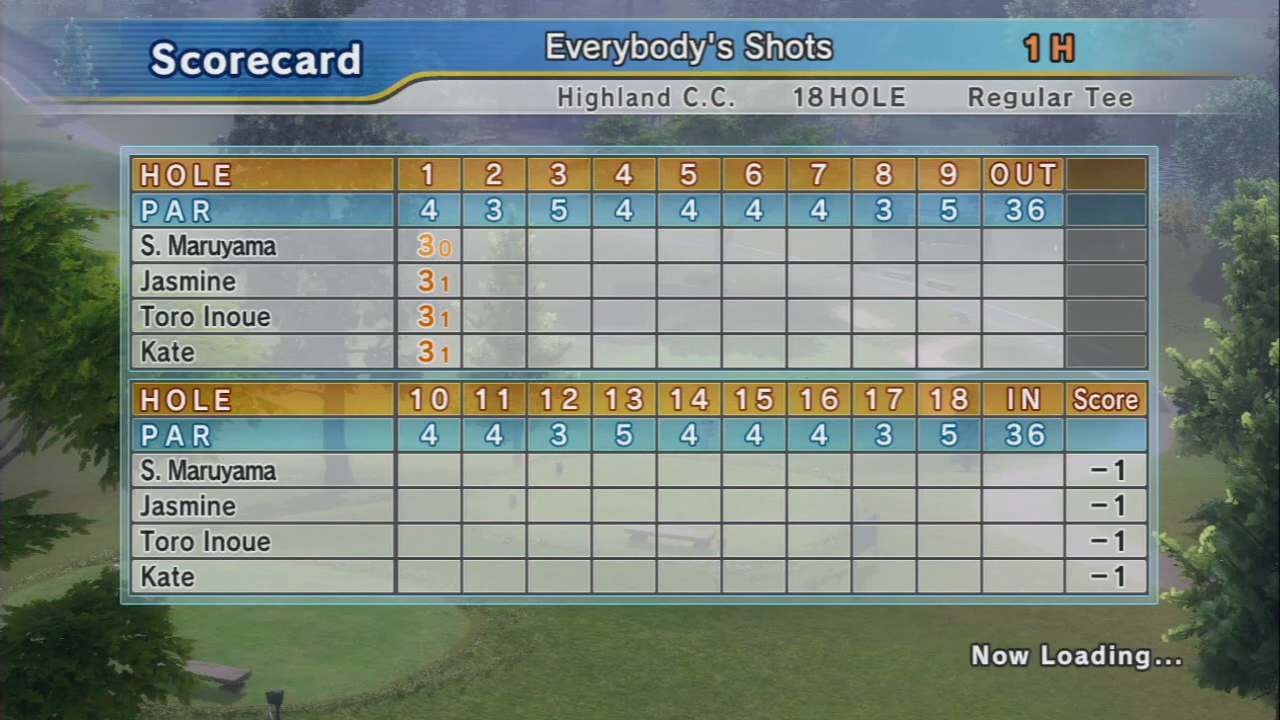 Scorecard Everybody's Shots 1H
Highland C.C. 18HOLE Regular Tee
HOLE 1 2 3 4 5 6 7 8 9 OUT
PAR 4 3 5 4 4 4 4 3 5 36
S. Maruyama 3 0
Jasmine 3 1
Toro Inoue 3 1
Kate 3 1
HOLE 10 11 12 13 14 15 16 17 18 IN Score
PAR 4 4 3 5 4 4 4 3 5 36
S. Maruyama -1
Jasmine -1
Toro Inoue -1
Kate -1
Now Loading...